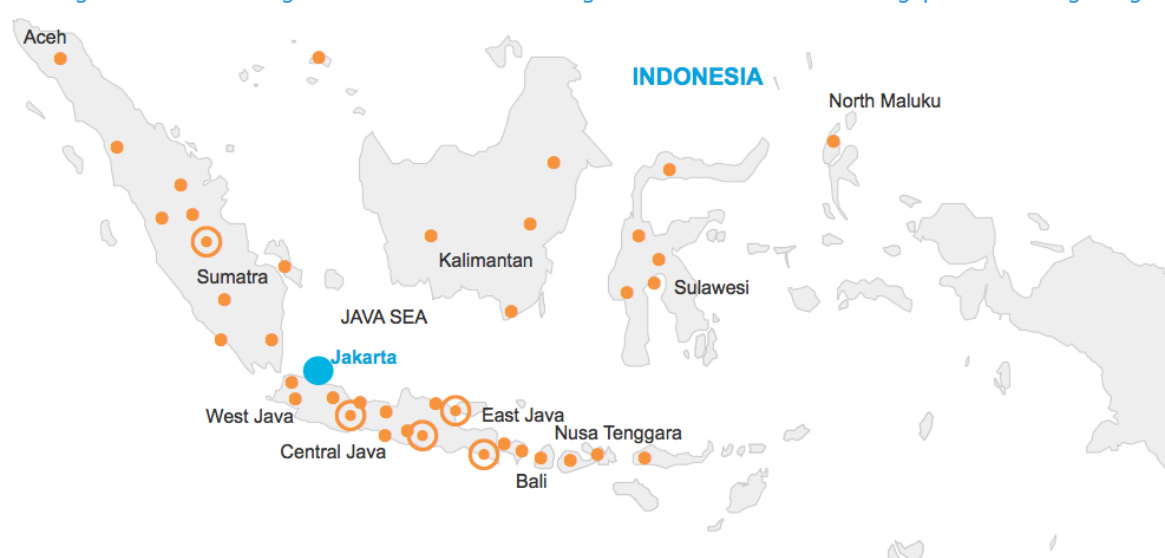 Aceh
INDONESIA
North Maluku
Kalimantan
Sumatra
Sulawesi
JAVA SEA
Jakarta
West Java
East Java
Nusa Tenggara
Central Java
Bali